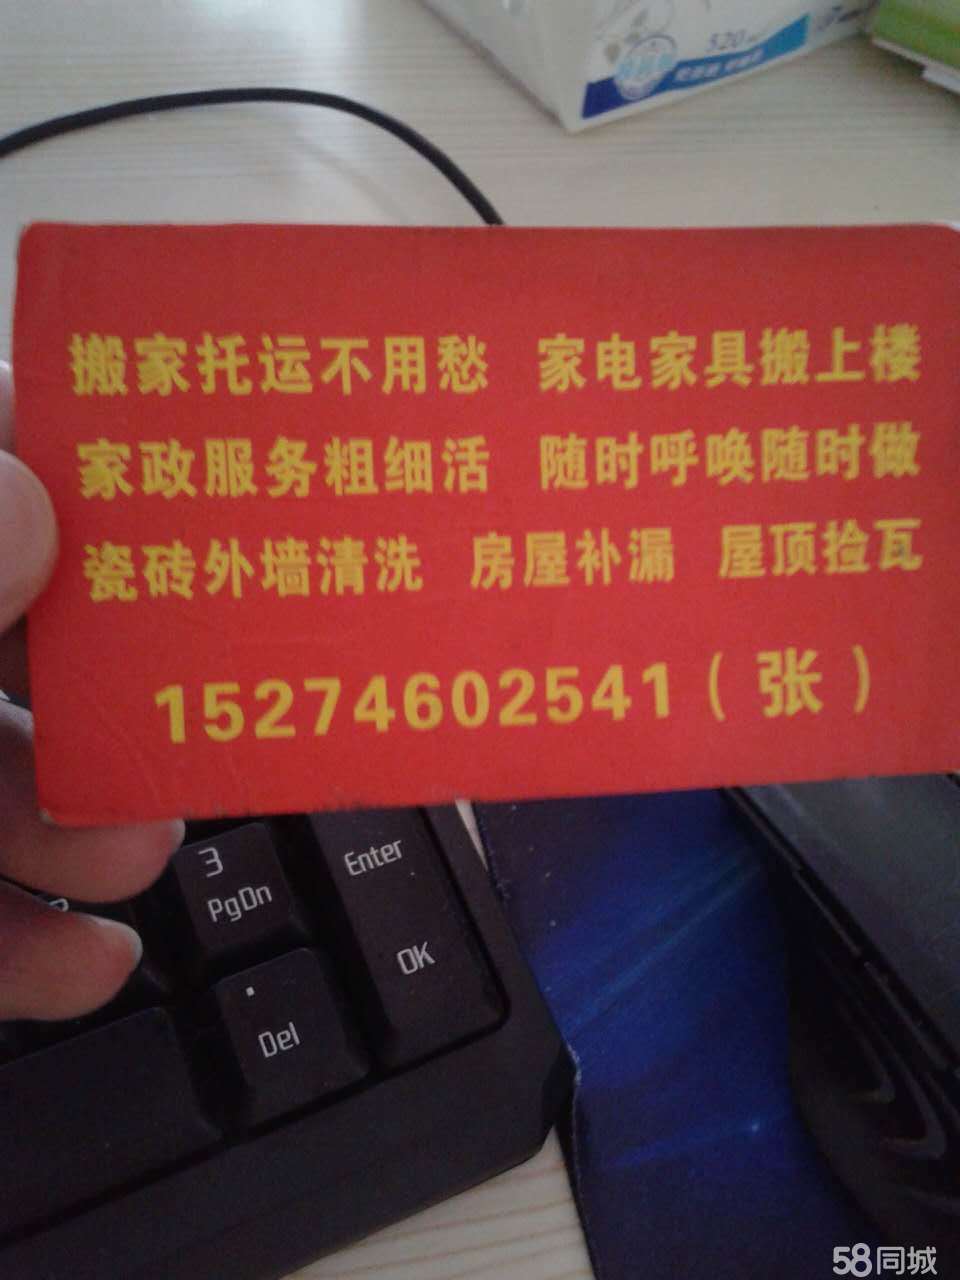 520
搬家托运不用愁 家电家具搬上楼
家政服务粗细活 随时呼唤随时做
瓷砖外墙清洗 房屋补漏 屋顶捡瓦
15274602541(张)
3
PgDn
Enter
OK
.
Del
58同城